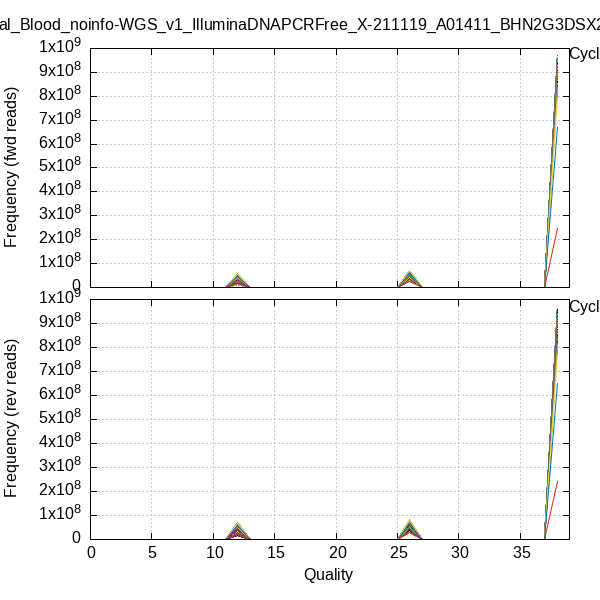 al_Blood_noinfo-WGS_v1_IlluminaDNAPCRFree_X-211119_A01411_BHN2G3DSX2
1x10⁹
Cycl
9x10⁸
8x10⁸
7x10⁸
6x10⁸
5x10⁸
4x10⁸
3x10⁸
2x10⁸
1x10⁸
0
Frequency (fwd reads)
1x10⁹
Cycl
9x10⁸
8x10⁸
7x10⁸
6x10⁸
5x10⁸
4x10⁸
3x10⁸
2x10⁸
1x10⁸
0
Frequency (rev reads)
0 5 10 15 20 25 30 35
Quality